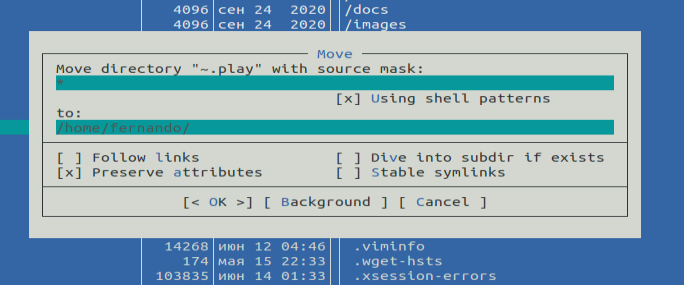 4096 сен 24 2020 /docs
4096 сен 24 2020 /images
Move
Move directory "~.play" with source mask:
*
[x] Using shell patterns
to:
/home/fernando/
[ ] Follow links [ ] Dive into subdir if exists
[x] Preserve attributes [ ] Stable symlinks
[< OK >] [ Background ] [ Cancel ]
14268 июн 12 04:46 .viminfo
174 мая 15 22:33 .wget-hsts
103835 июн 14 01:33 .xsession-errors